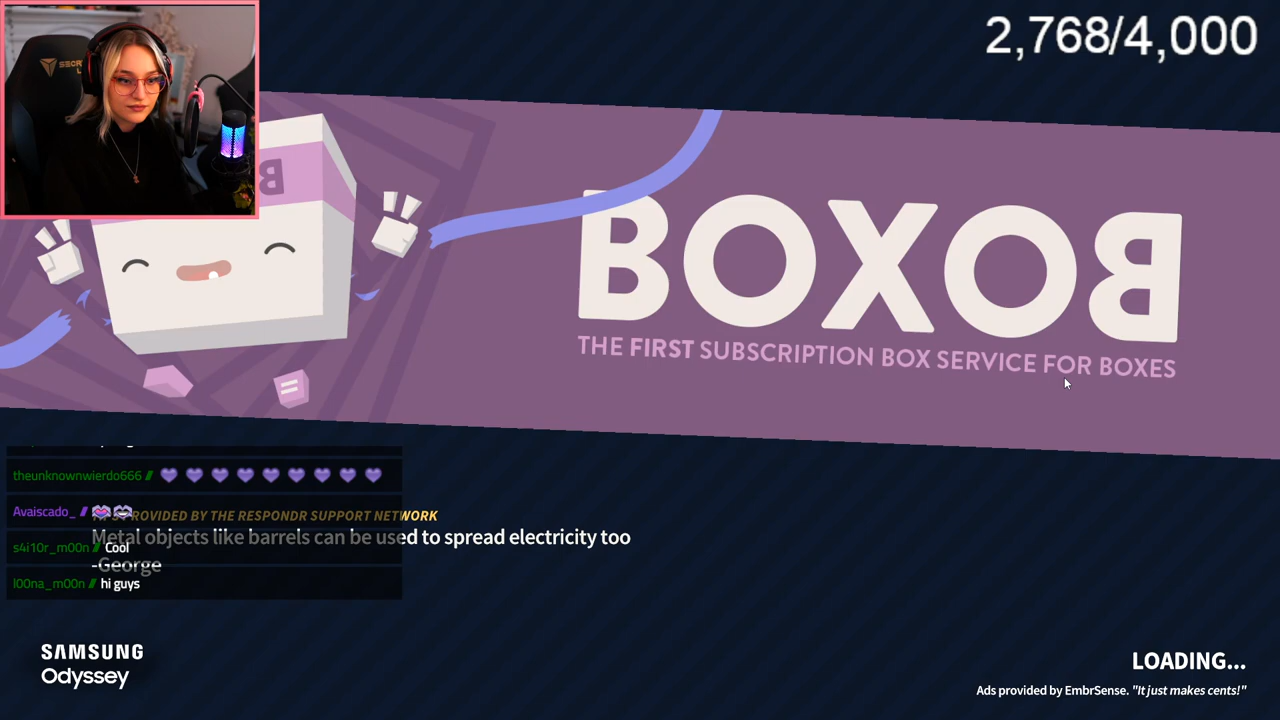 2,768/4,000
B
BOXOB
THE FIRST SUBSCRIPTION BOX SERVICE FOR BOXES
theunknownwierdo666 //
Avaiscado_ //
s4i10r_m00n // Cool
l00na_m00n // hi guys
PROVIDED BY THE RESPONDR SUPPORT NETWORK
Metal objects like barrels can be used to spread electricity too
-George
SAMSUNG
Odyssey
LOADING...
Ads provided by EmbrSense. "It just makes cents!"